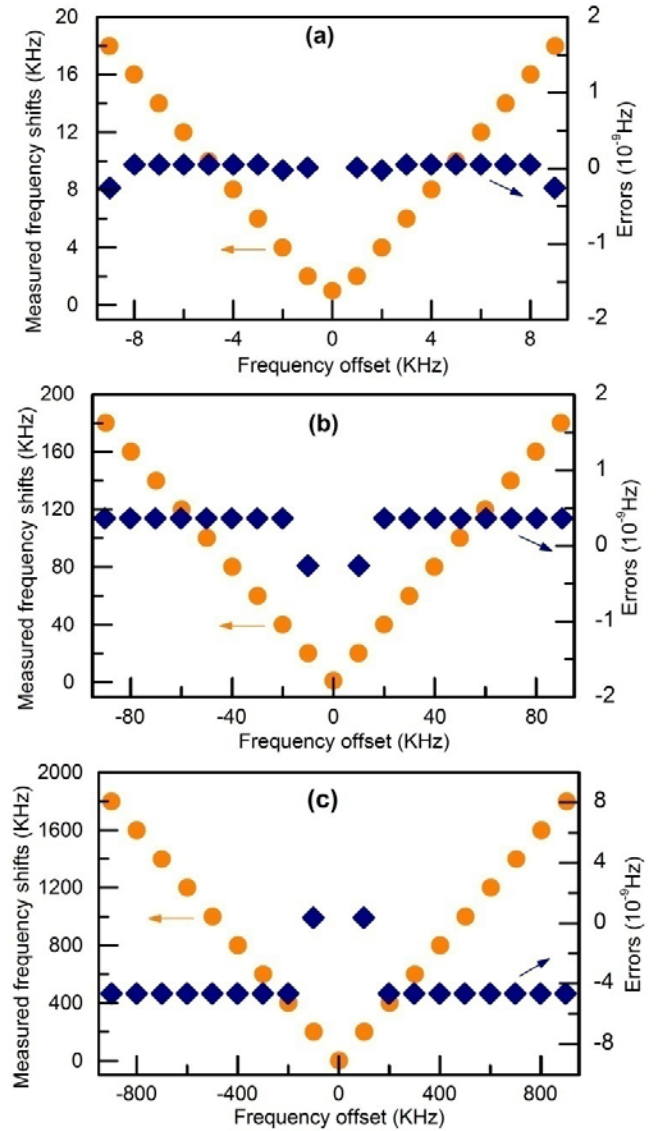 (a)
Measured frequency shifts (KHz)
20
16
12
8
4
0
2
1
0
-1
-2
Errors (10⁻⁹Hz)
-8 -4 0 4 8
Frequency offset (KHz)
(b)
Measured frequency shifts (KHz)
200
160
120
80
40
0
2
1
0
-1
-2
Errors (10⁻⁹Hz)
-80 -40 0 40 80
Frequency offset (KHz)
(c)
Measured frequency shifts (KHz)
2000
1600
1200
800
400
0
8
4
0
-4
-8
Errors (10⁻⁹Hz)
-800 -400 0 400 800
Frequency offset (KHz)